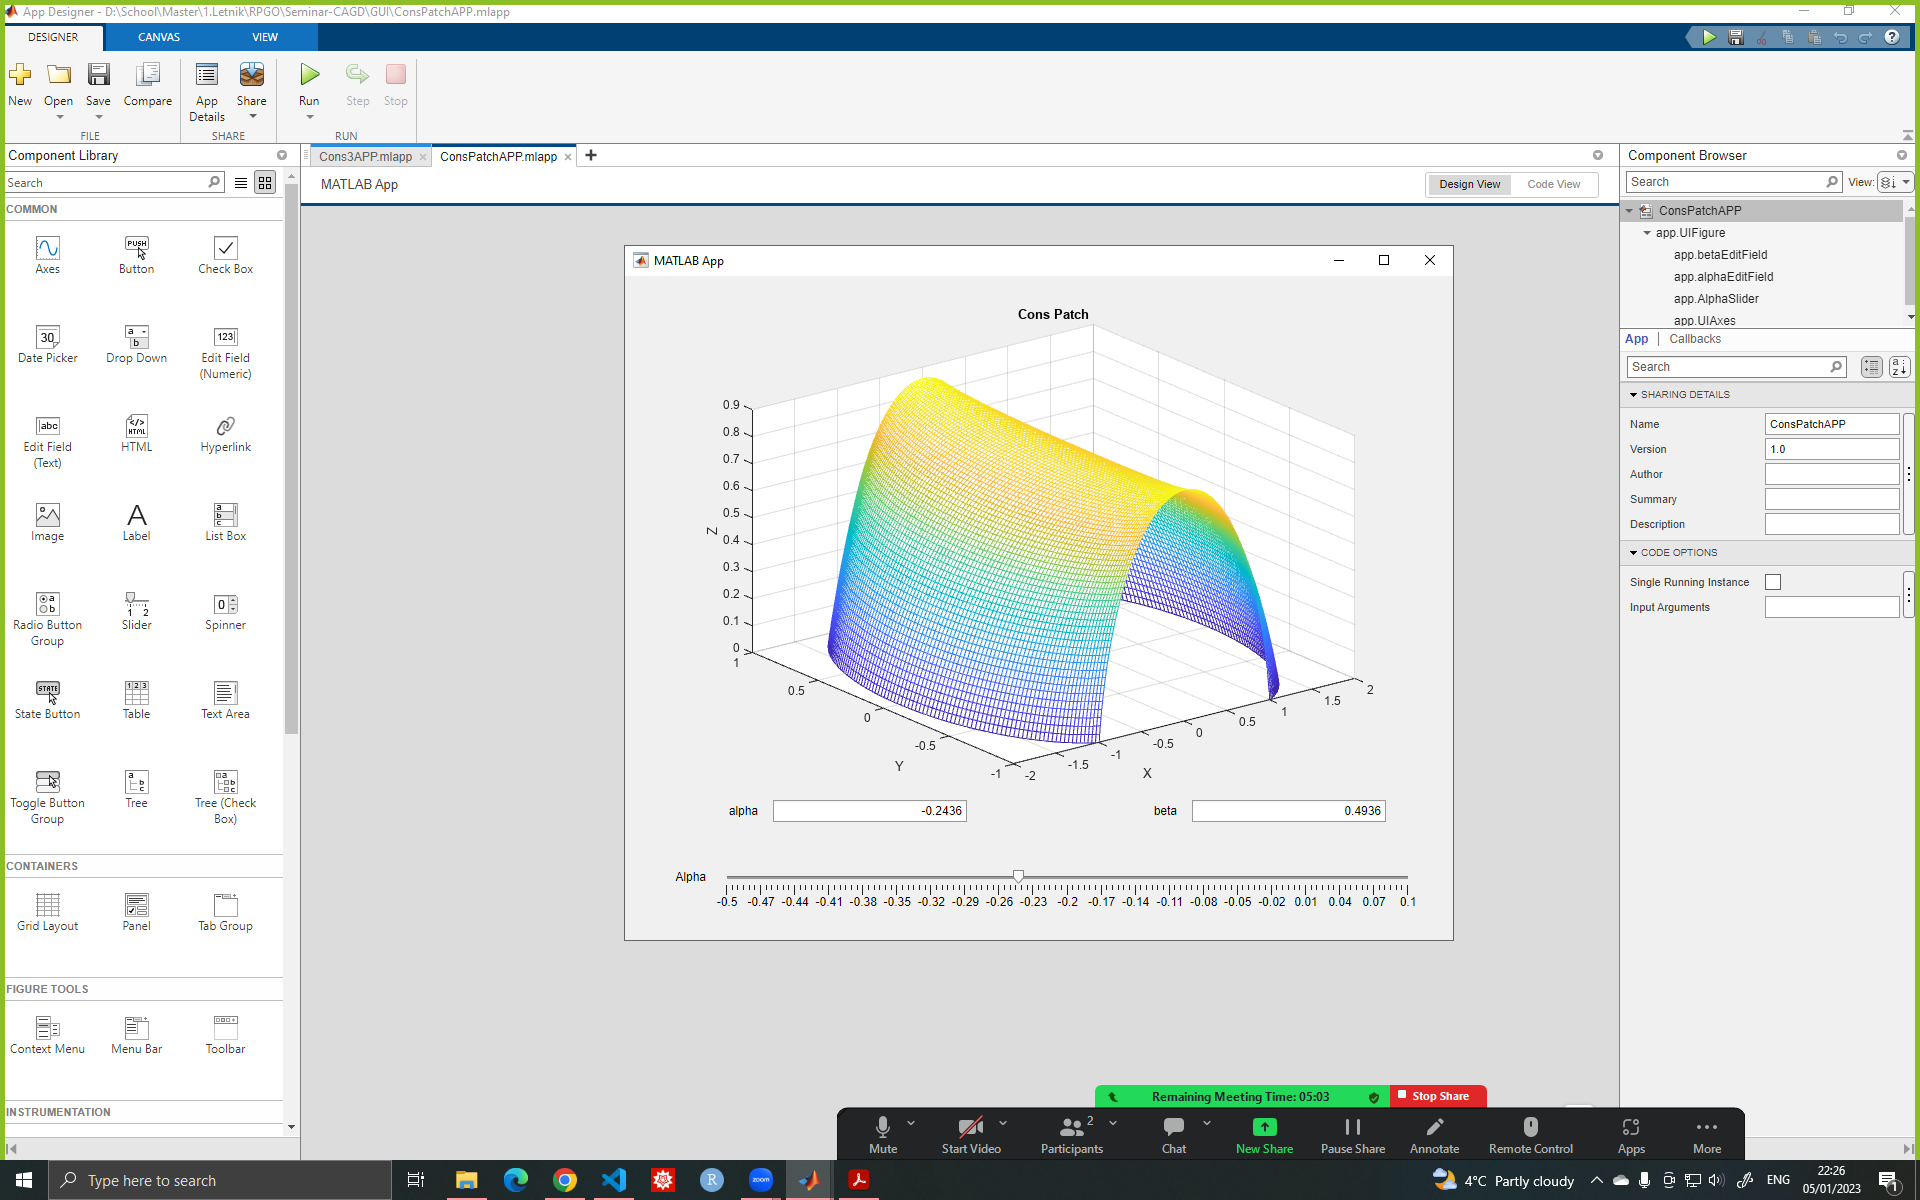 App Designer - D:\School\Master\1.Letnik\RPGO\Seminar-CAGD\GUI\ConsPatchAPP.mlapp
DESIGNER CANVAS VIEW
New Open Save Compare App Details Share Run Step Stop
FILE SHARE RUN
Component Library
Search
COMMON
Axes Button Check Box
30 Date Picker Drop Down Edit Field (Numeric)
Edit Field (Text) HTML Hyperlink
Image Label List Box
Radio Button Group Slider Spinner
State Button Table Text Area
Toggle Button Group Tree Tree (Check Box)
CONTAINERS
Grid Layout Panel Tab Group
FIGURE TOOLS
Context Menu Menu Bar Toolbar
INSTRUMENTATION
Cons3APP.mlapp ConsPatchAPP.mlapp
MATLAB App
Design View Code View
MATLAB App
Cons Patch
0.9
0.8
0.7
0.6
0.5
0.4
0.3
0.2
0.1
0
Z
1
0.5
0
-0.5
-1
Y
-2
-1.5
-1
-0.5
0
0.5
1
1.5
2
X
alpha -0.2436 beta 0.4936
Alpha
-0.5 -0.47 -0.44 -0.41 -0.38 -0.35 -0.32 -0.29 -0.26 -0.23 -0.2 -0.17 -0.14 -0.11 -0.08 -0.05 -0.02 0.01 0.04 0.07 0.1
Component Browser
Search View:
ConsPatchAPP
app.UIFigure
app.betaEditField
app.alphaEditField
app.AlphaSlider
app.UIAxes
App Callbacks
Search
SHARING DETAILS
Name ConsPatchAPP
Version 1.0
Author
Summary
Description
CODE OPTIONS
Single Running Instance
Input Arguments
Remaining Meeting Time: 05:03 Stop Share
Mute Start Video Participants 2 Chat New Share Pause Share Annotate Remote Control Apps More
Type here to search
zoom
4°C Partly cloudy
ENG
22:26
05/01/2023
1